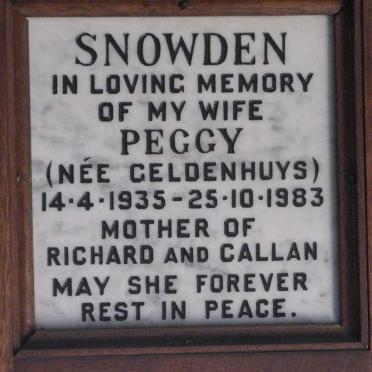 SNOWDEN
IN LOVING MEMORY
OF MY WIFE
PEGGY
(NÉE GELDENHUYS)
14·4·1935–25·10·1983
MOTHER OF
RICHARD AND CALLAN
MAY SHE FOREVER
REST IN PEACE.